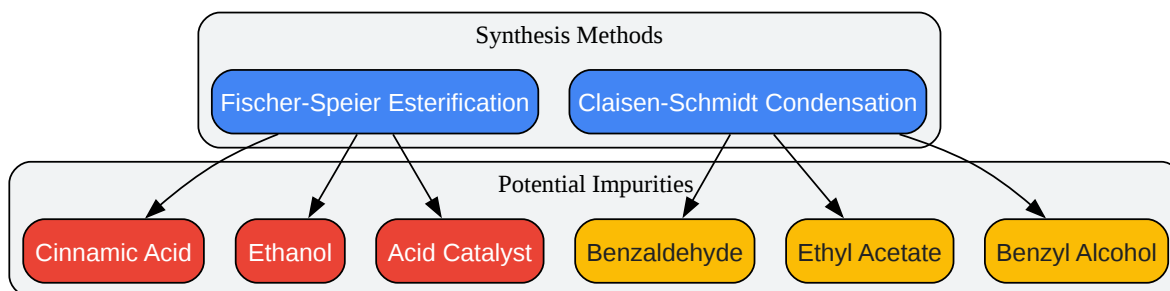 Synthesis Methods
Fischer-Speier Esterification
Claisen-Schmidt Condensation
Potential Impurities
Cinnamic Acid
Ethanol
Acid Catalyst
Benzaldehyde
Ethyl Acetate
Benzyl Alcohol